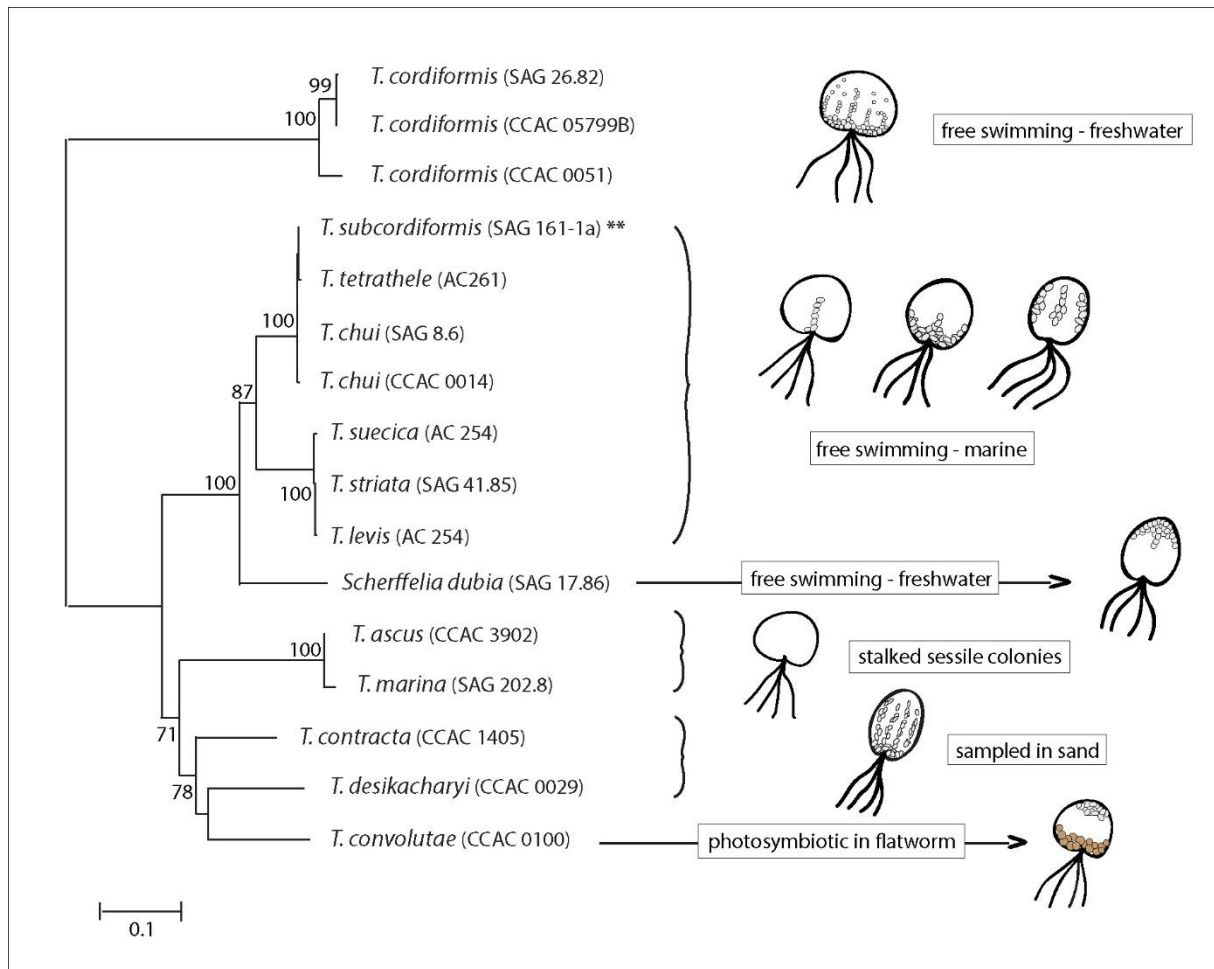 99
T. cordiformis (SAG 26.82)
100
T. cordiformis (CCAC 05799B)
free swimming - freshwater
T. cordiformis (CCAC 0051)
T. subcordiformis (SAG 161-1a) **
T. tetrathele (AC261)
100
T. chui (SAG 8.6)
T. chui (CCAC 0014)
87
T. suecica (AC 254)
free swimming - marine
100
T. striata (SAG 41.85)
100
T. levis (AC 254)
Scherffelia dubia (SAG 17.86)
free swimming - freshwater
T. ascus (CCAC 3902)
100
stalked sessile colonies
T. marina (SAG 202.8)
71
T. contracta (CCAC 1405)
sampled in sand
78
T. desikacharyi (CCAC 0029)
T. convolutae (CCAC 0100)
photosymbiotic in flatworm
0.1